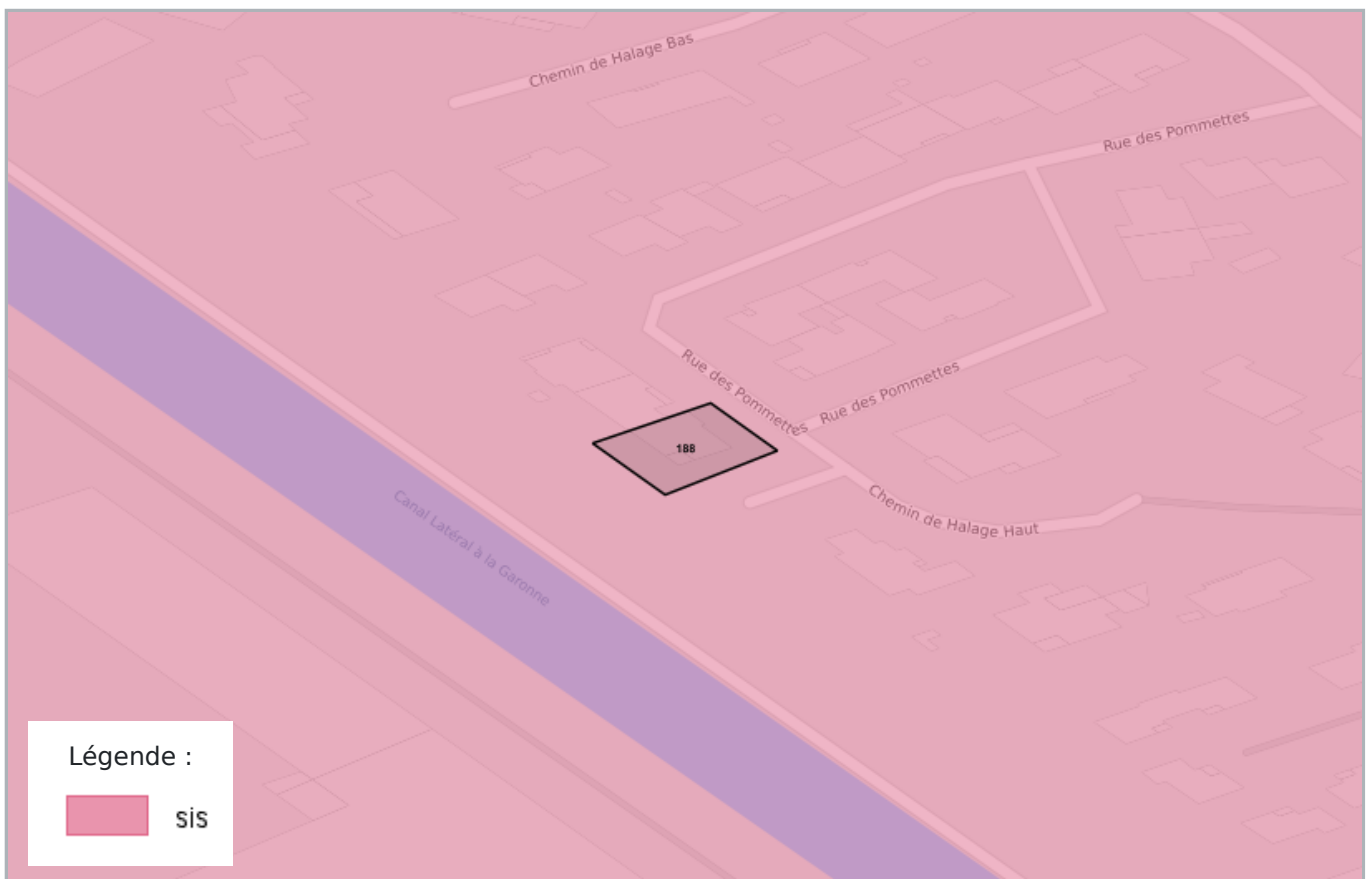 Chemin de Halage Bas
Rue des Pommettes
Rue des Pommettes
Rue des Pommettes
188
Chemin de Halage Haut
Canal Latéral à la Garonne
Légende :
sis